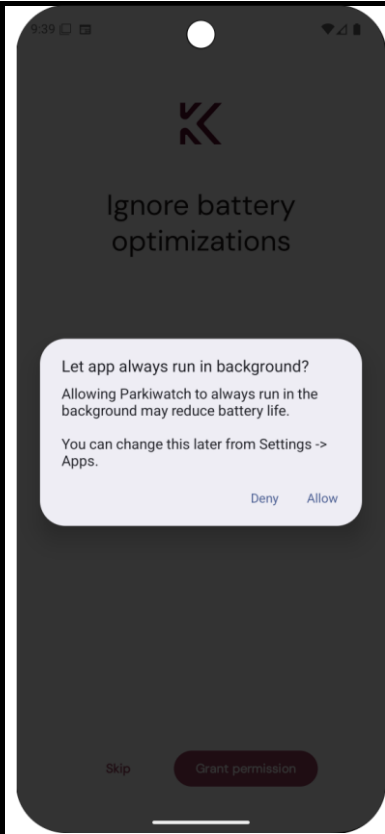 9:39
Ignore battery
optimizations
Let app always run in background?
Allowing Parkiwatch to always run in the
background may reduce battery life.
You can change this later from Settings ->
Apps.
Deny Allow
Skip Grant permission